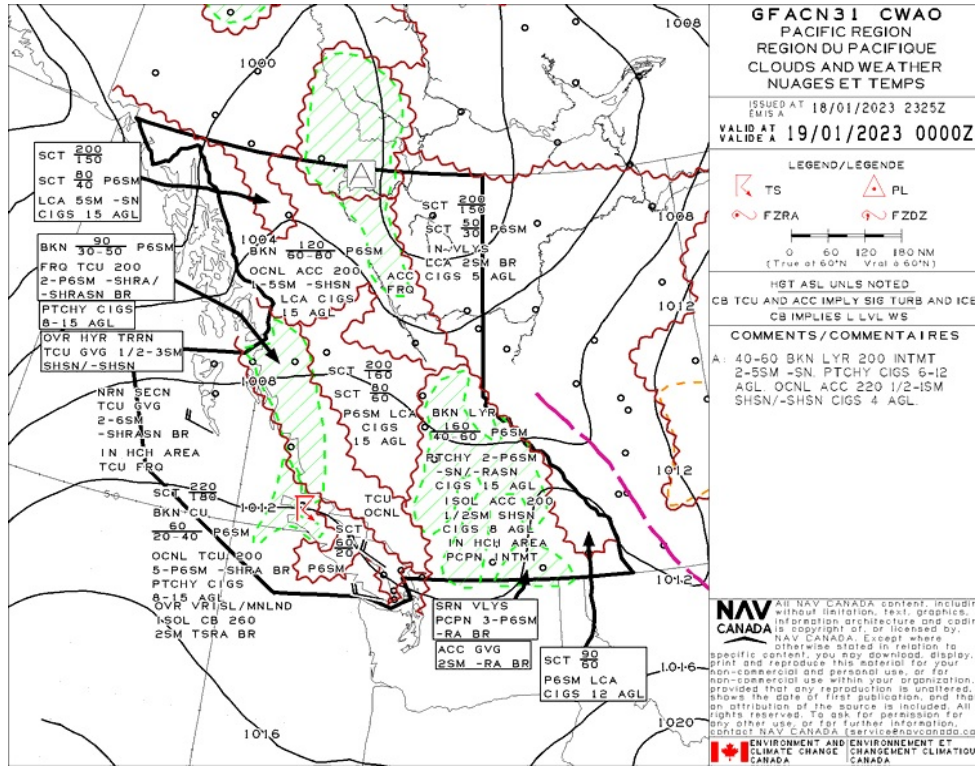 GFACN31 CWAO
PACIFIC REGION
REGION DU PACIFIQUE
CLOUDS AND WEATHER
NUAGES ET TEMPS
ISSUED AT
EMIS A
18/01/2023 2325Z
VALID AT
VALIDE A
19/01/2023 0000Z
LEGEND/LÉGENDE
TS
PL
FZRA
FZDZ
0 60 120 180 NM
(True at 60°N Vrai à 60°N)
HGT ASL UNLS NOTED
CB TCU AND ACC IMPLY SIG TURB AND ICE
CB IMPLIES L LVL WS
COMMENTS/COMMENTAIRES
A: 40-60 BKN LYR 200 INTMT
2-5SM -SN. PTCHY CIGS 6-12
AGL. OCNL ACC 220 1/2-1SM
SHSN/-SHSN CIGS 4 AGL.
NAV CANADA
All NAV CANADA content, includin
without limitation, text, graphics,
information architecture and codin
is copyright of, or licensed by,
NAV CANADA. Except where
otherwise stated in relation to
specific content, you may download, display,
print and reproduce this material for your
non-commercial and personal use, or for
non-commercial use within your organization,
provided that any reproduction is unaltered,
shows the date of first publication, and tha
an attribution of the source is included. All
rights reserved. To ask for permission for
any other use, or for further information,
contact NAV CANADA (service@navcanada.ca
ENVIRONMENT AND
CLIMATE CHANGE
CANADA
ENVIRONNEMENT ET
CHANGEMENT CLIMATIQU
CANADA
1008
1000
SCT 200/150
SCT 80/40 P6SM
LCA 5SM -SN
CIGS 15 AGL
SCT 200/150
SCT 50/30 P6SM
IN VLYS
LCA 2SM BR
CIGS 5 AGL
1008
A
1004
BKN 120/60-80 P6SM
OCNL ACC 200
1-5SM -SHSN
LCA CIGS
15 AGL
ACC
FRQ
BKN 90/30-50 P6SM
FRQ TCU 200
2-P6SM -SHRA/
-SHRASN BR
PTCHY CIGS
8-15 AGL
OVR HYR TRRN
TCU GVG 1/2-3SM
SHSN/-SHSN
1012
1008
SCT 200/160
SCT 80/60
P6SM LCA
CIGS
15 AGL
NRN SECN
TCU GVG
2-6SM
-SHRASN BR
IN HCH AREA
TCU FRQ
BKN LYR
160/40-60 P6SM
PTCHY 2-P6SM
-SN/-RASN
CIGS 15 AGL
ISOL ACC 200
1/2SM SHSN
CIGS 8 AGL
IN HCH AREA
PCPN INTMT
1012
50
SCT 220/180
BKN CU
60/20-40 P6SM
OCNL TCU 200
5-P6SM -SHRA BR
PTCHY CIGS
8-15 AGL
OVR VRISL/MNLND
ISOL CB 260
2SM TSRA BR
1012
TCU
OCNL
SCT
60/20
P6SM
1012
SRN VLYS
PCPN 3-P6SM
-RA BR
ACC GVG
2SM -RA BR
SCT 90/60
P6SM LCA
CIGS 12 AGL
1016
1020
1016